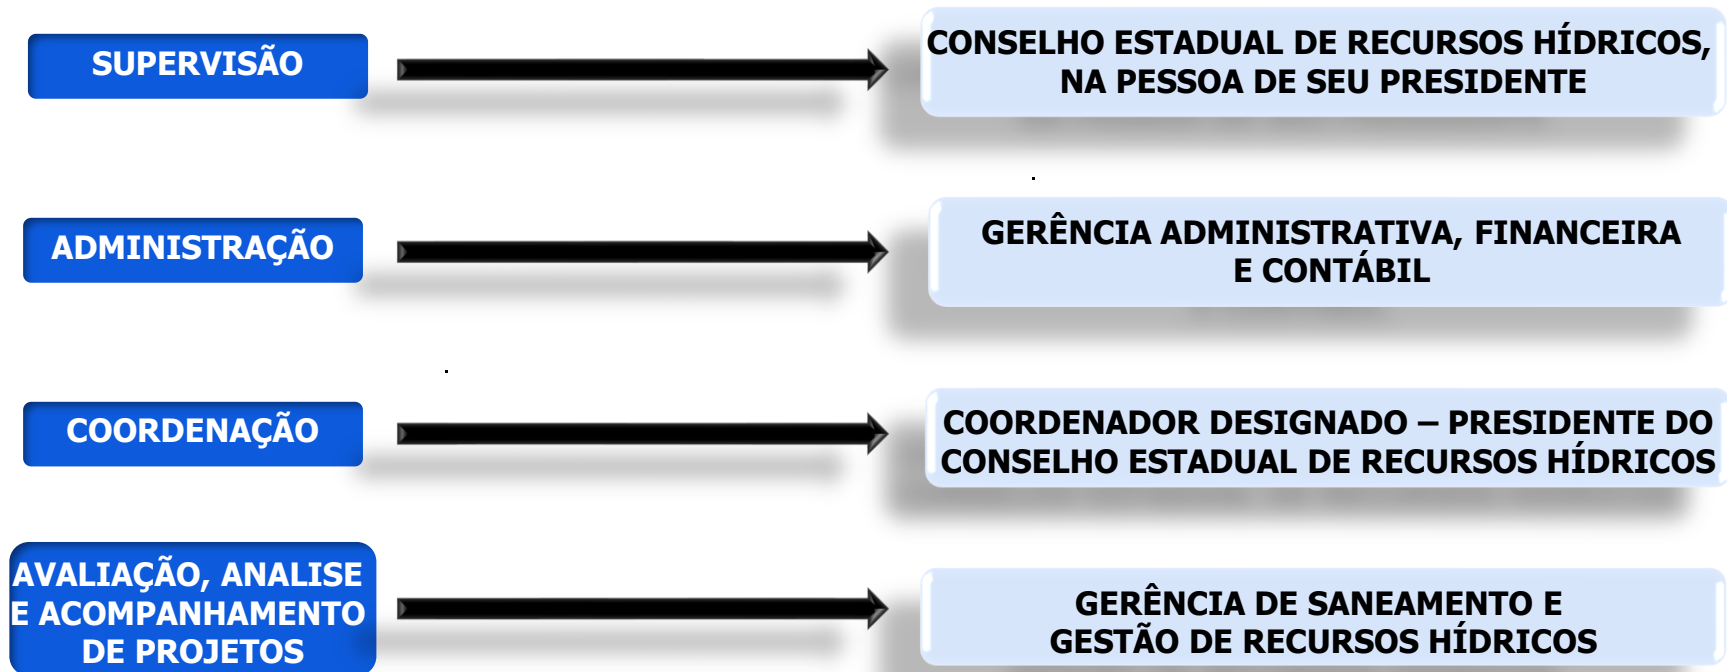 SUPERVISÃO
CONSELHO ESTADUAL DE RECURSOS HÍDRICOS,
NA PESSOA DE SEU PRESIDENTE
ADMINISTRAÇÃO
GERÊNCIA ADMINISTRATIVA, FINANCEIRA
E CONTÁBIL
COORDENAÇÃO
COORDENADOR DESIGNADO – PRESIDENTE DO
CONSELHO ESTADUAL DE RECURSOS HÍDRICOS
AVALIAÇÃO, ANALISE
E ACOMPANHAMENTO
DE PROJETOS
GERÊNCIA DE SANEAMENTO E
GESTÃO DE RECURSOS HÍDRICOS